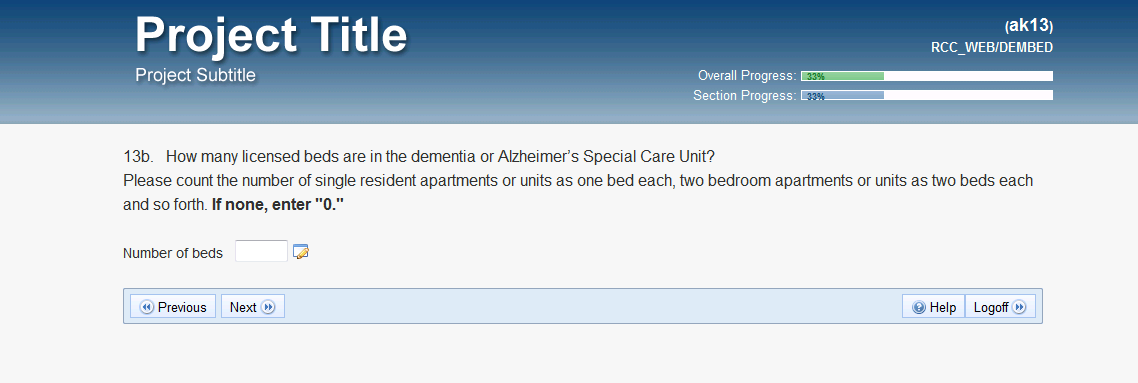 Project Title
Project Subtitle
(ak13)
RCC_WEB/DEMBED
Overall Progress: 33%
Section Progress: 33%
13b. How many licensed beds are in the dementia or Alzheimer’s Special Care Unit?
Please count the number of single resident apartments or units as one bed each, two bedroom apartments or units as two beds each
and so forth. If none, enter "0."
Number of beds
Previous Next Help Logoff